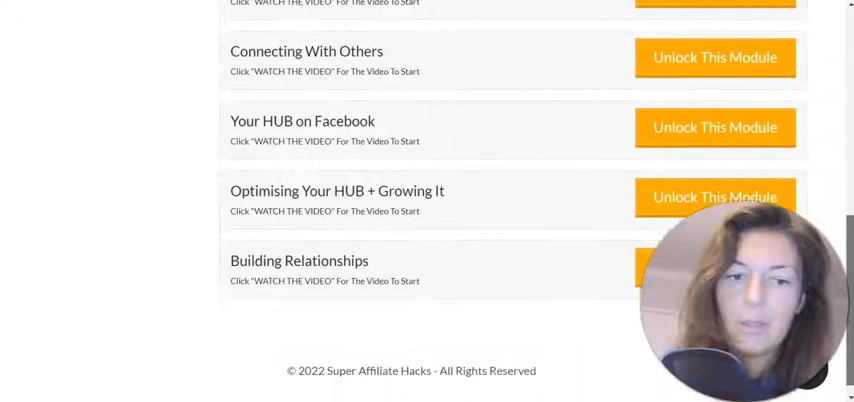 Click "WATCH THE VIDEO" For The Video To Start
Connecting With Others
Click "WATCH THE VIDEO" For The Video To Start
Unlock This Module
Your HUB on Facebook
Click "WATCH THE VIDEO" For The Video To Start
Unlock This Module
Optimising Your HUB + Growing It
Click "WATCH THE VIDEO" For The Video To Start
Unlock This Module
Building Relationships
Click "WATCH THE VIDEO" For The Video To Start
© 2022 Super Affiliate Hacks - All Rights Reserved